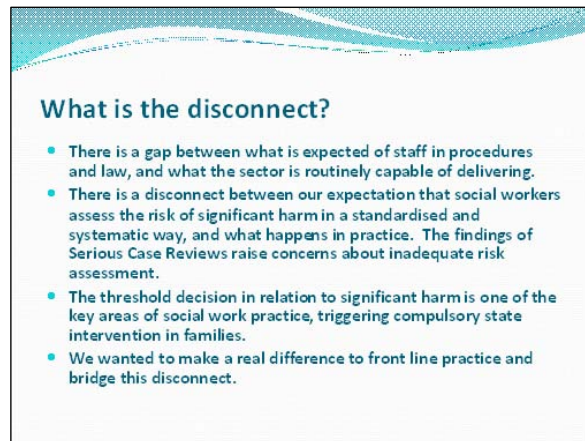 What is the disconnect?
• There is a gap between what is expected of staff in procedures
and law, and what the sector is routinely capable of delivering.
• There is a disconnect between our expectation that social workers
assess the risk of significant harm in a standardised and
systematic way, and what happens in practice. The findings of
Serious Case Reviews raise concerns about inadequate risk
assessment.
• The threshold decision in relation to significant harm is one of the
key areas of social work practice, triggering compulsory state
intervention in families.
• We wanted to make a real difference to front line practice and
bridge this disconnect.